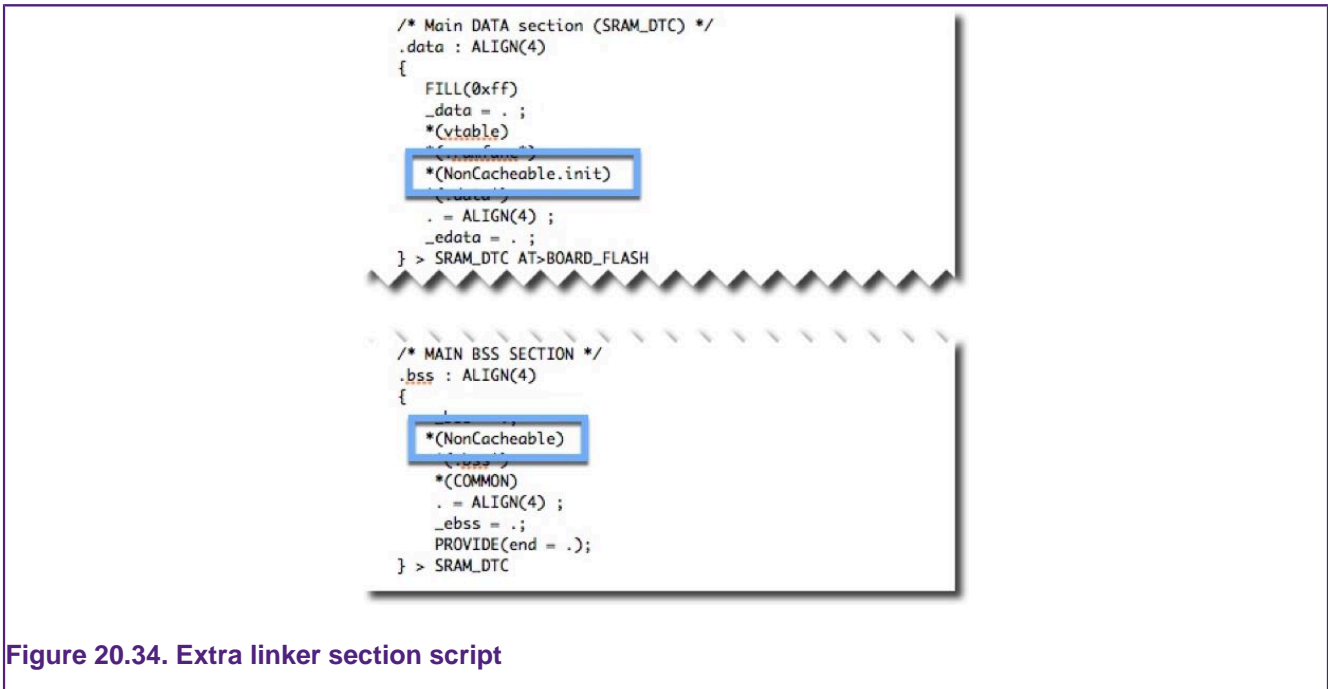 /* Main DATA section (SRAM_DTC) */
.data : ALIGN(4)
{
FILL(0xff)
_data = . ;
*(vtable)
*(NonCacheable.init)
. = ALIGN(4) ;
_edata = . ;
} > SRAM_DTC AT>BOARD_FLASH
/* MAIN BSS SECTION */
.bss : ALIGN(4)
{
*(NonCacheable)
*(COMMON)
. = ALIGN(4) ;
_ebss = .;
PROVIDE(end = .);
} > SRAM_DTC
Figure 20.34. Extra linker section script